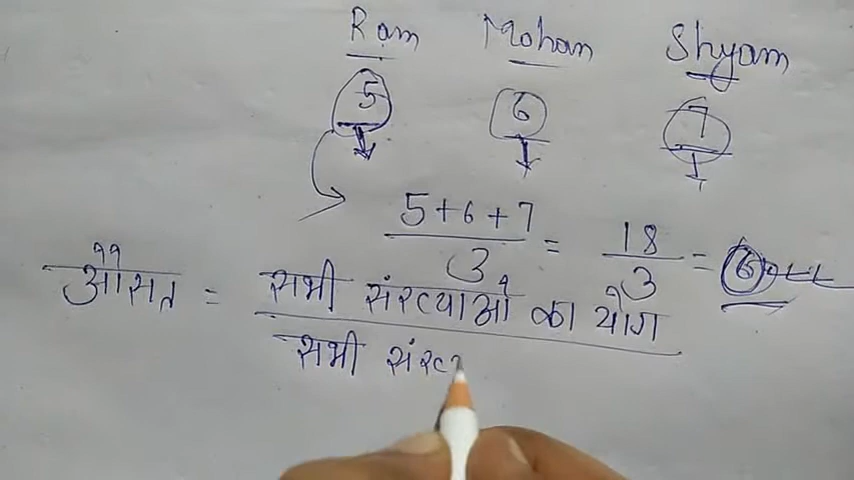 Ram Mohan Shyam
5 6 7
5+6+7
3
= 18
3
= 6
औसत = सभी संख्याओं का योग
सभी संख